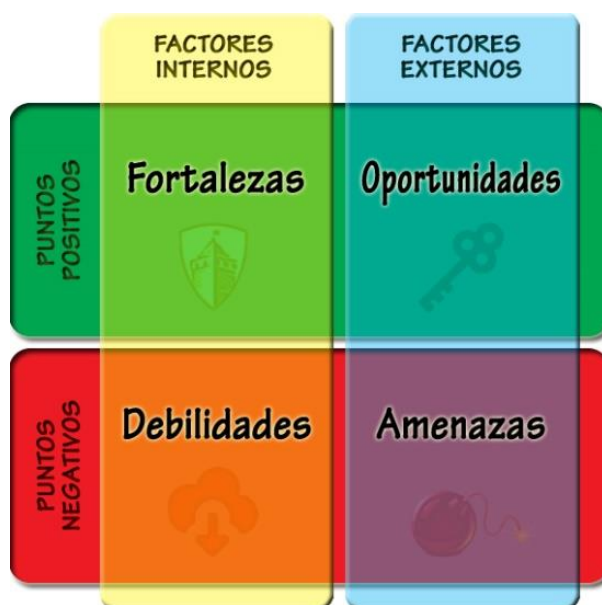 FACTORES
INTERNOS
FACTORES
EXTERNOS
PUNTOS
POSITIVOS
Fortalezas
Oportunidades
PUNTOS
NEGATIVOS
Debilidades
Amenazas